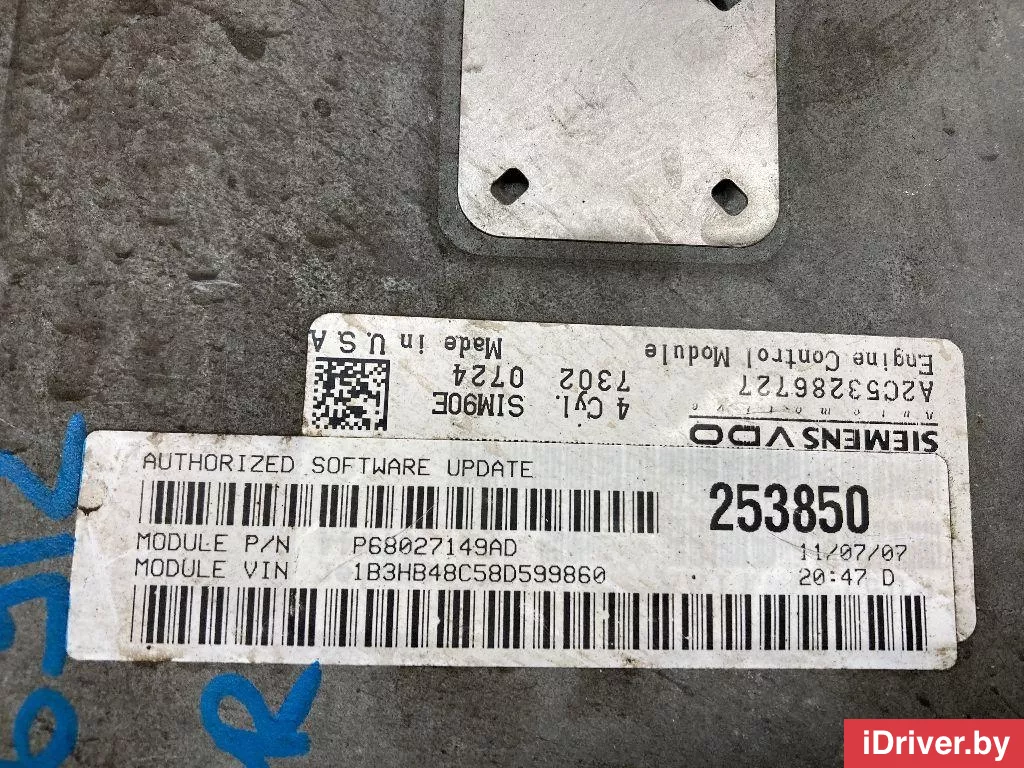 SIEMENS VDO
Automotive
A2C53286727
Engine Control Module
4 Cyl. SIM90E
7302 0724
Made in U.S.A
AUTHORIZED SOFTWARE UPDATE
253850
MODULE P/N P68027149AD 11/07/07
MODULE VIN 1B3HB48C58D599860 20:47 D
R
iDriver.by